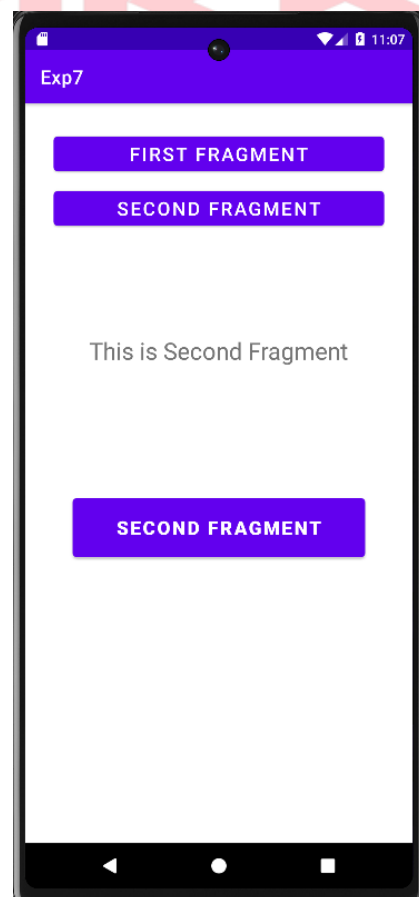 11:07
Exp7
FIRST FRAGMENT
SECOND FRAGMENT
This is Second Fragment
SECOND FRAGMENT